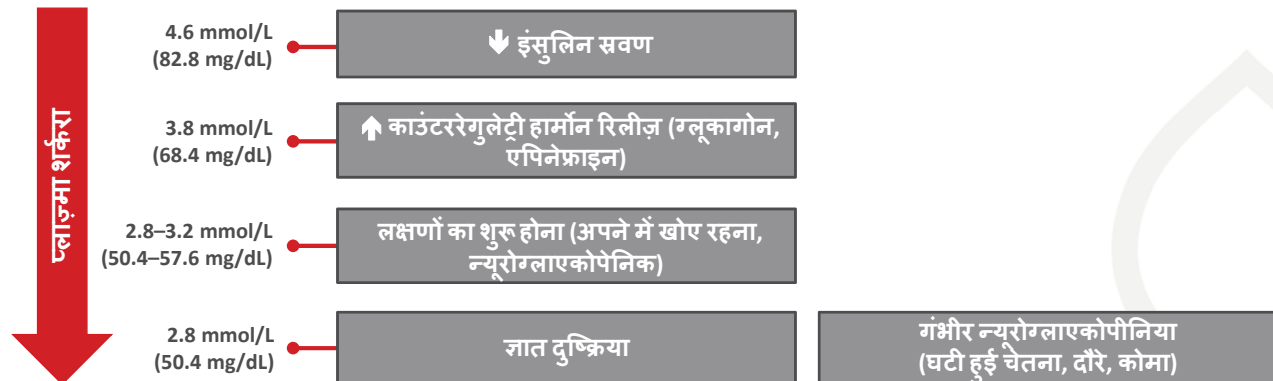 प्लाज़्मा शर्करा
4.6 mmol/L
(82.8 mg/dL)
इंसुलिन स्रवण
3.8 mmol/L
(68.4 mg/dL)
काउंटररेगुलेट्री हार्मोन रिलीज़ (ग्लूकागोन,
एपिनेफ्राइन)
2.8–3.2 mmol/L
(50.4–57.6 mg/dL)
लक्षणों का शुरू होना (अपने में खोए रहना,
न्यूरोग्लाएकोपेनिक)
2.8 mmol/L
(50.4 mg/dL)
ज्ञात दुष्क्रिया
गंभीर न्यूरोग्लाएकोपीनिया
(घटी हुई चेतना, दौरे, कोमा)